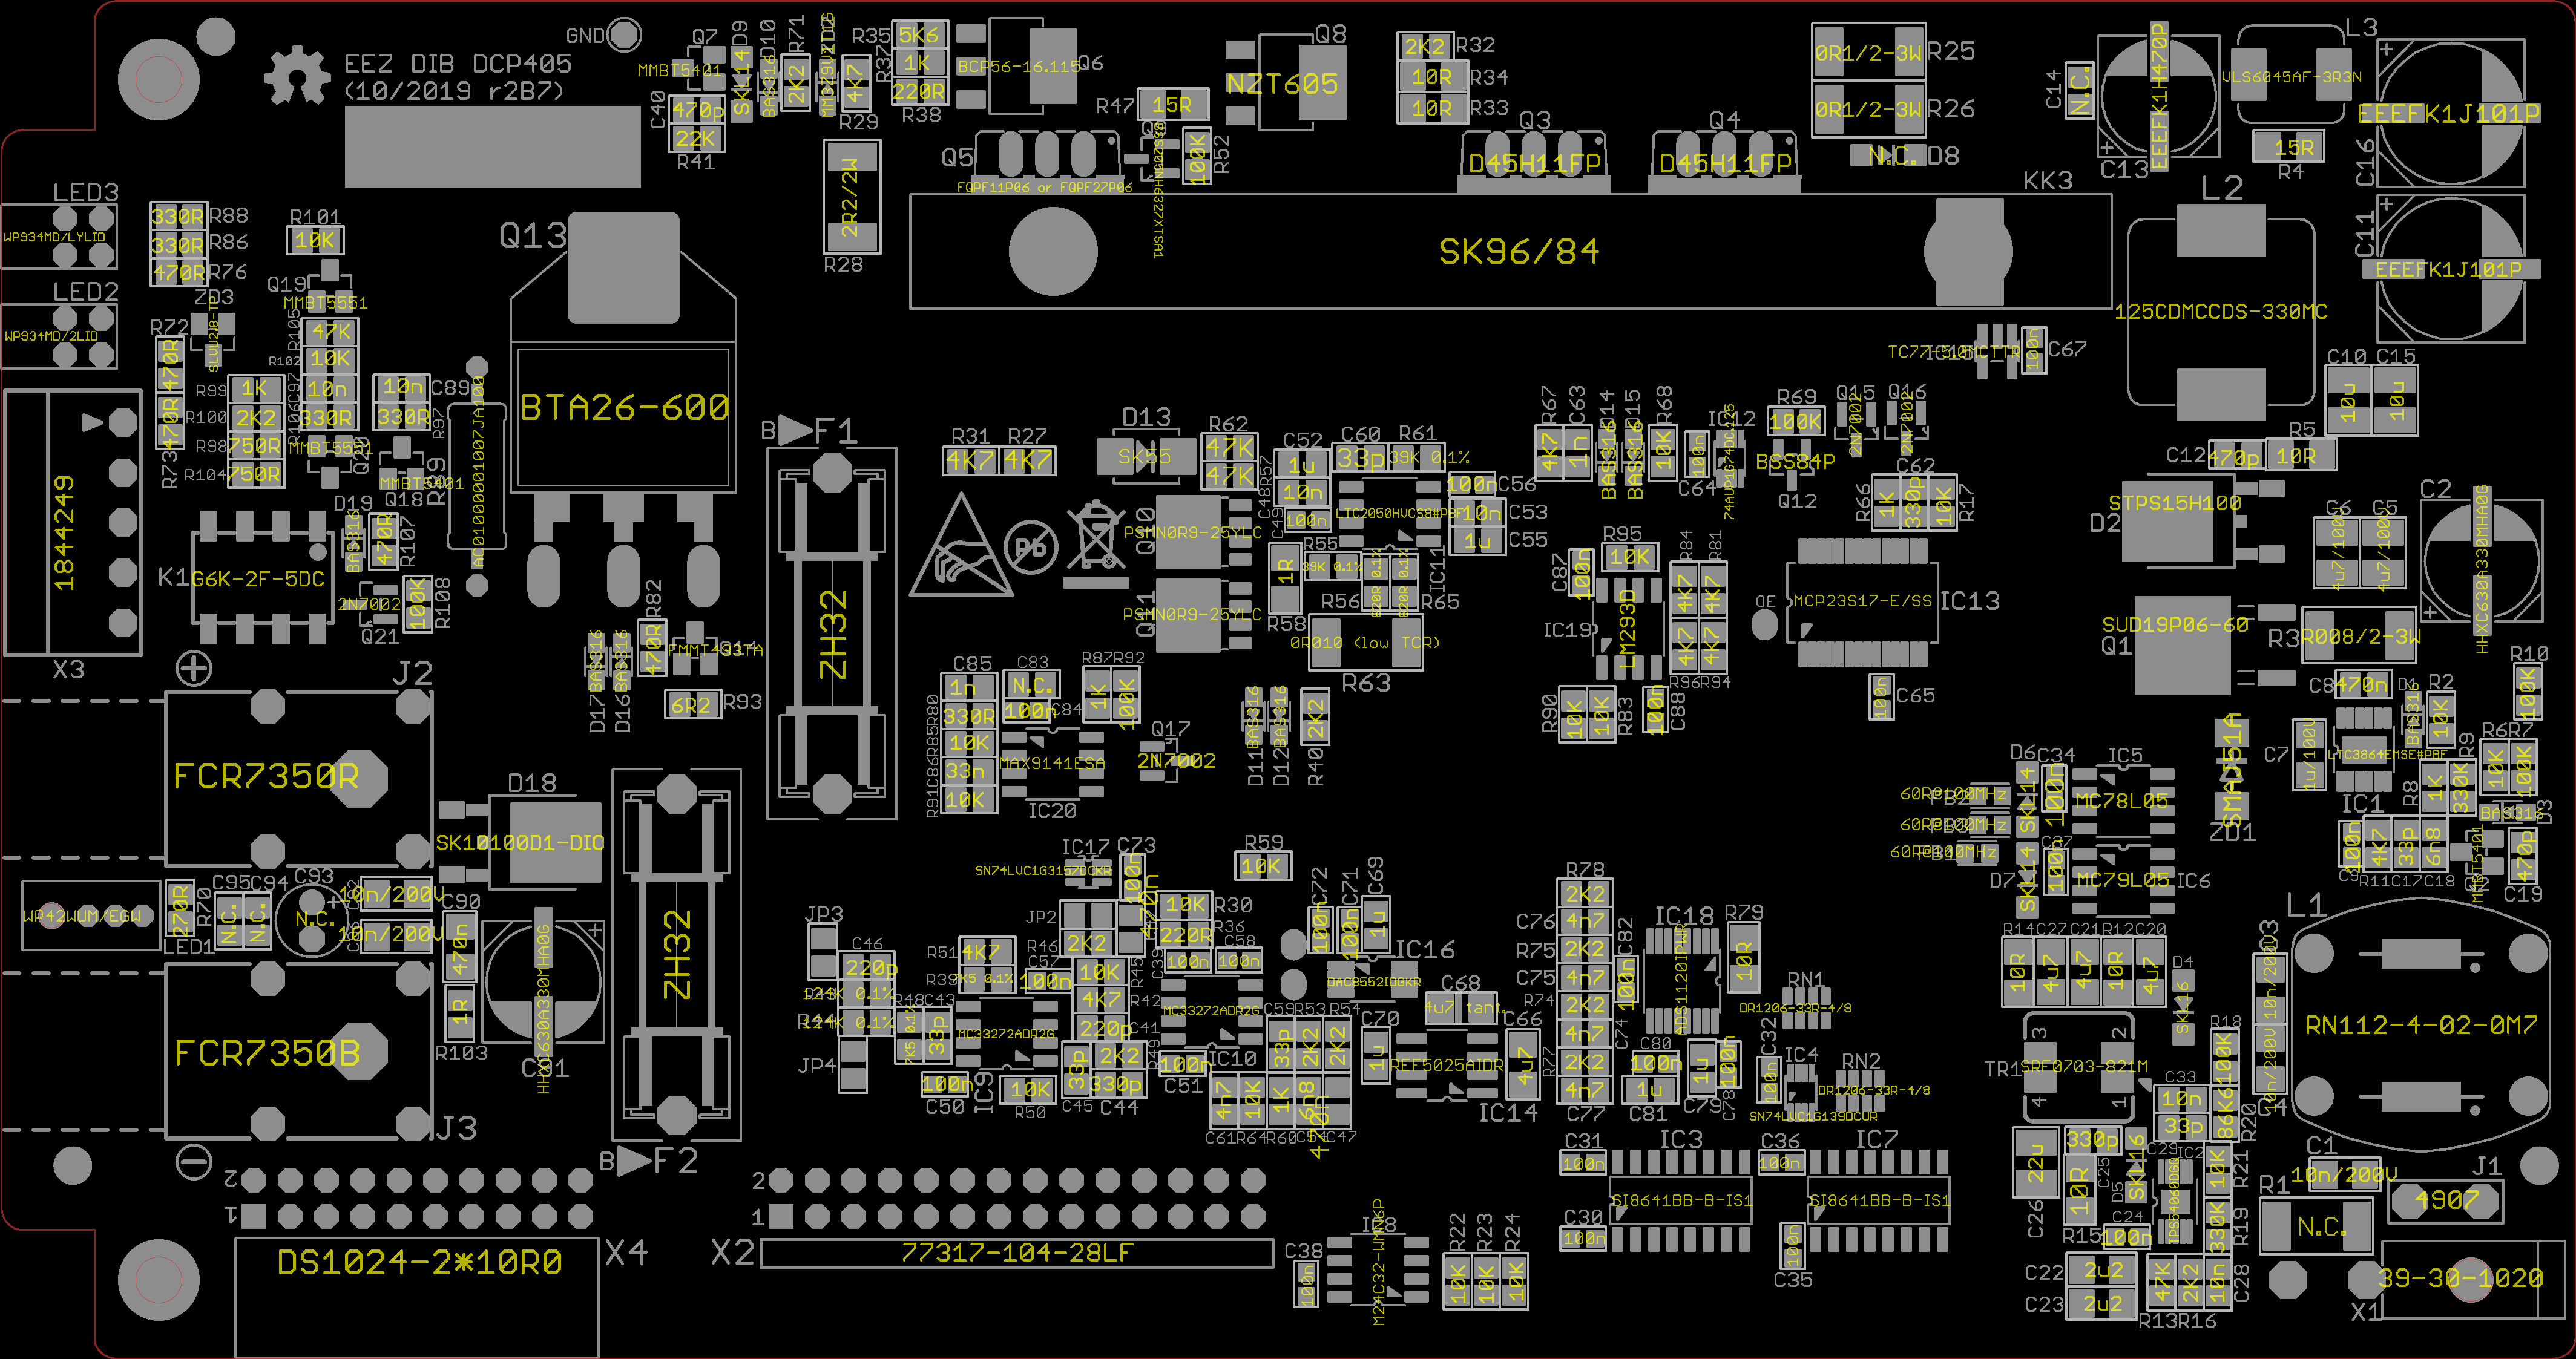 GND
EEZ DIB DCP405
(10/2019 r2B7)
Q7
D9
D10
R71
MMBT5401
SK14
2K2
4K7
R29
C40
470p
22K
R41
R35
5K6
R37
1K
220R
R38
BCP56-16.115
Q6
R47
15R
Q8
NZT605
2K2
R32
10R
R34
10R
R33
0R1/2-3W
R25
0R1/2-3W
R26
N.C.
D8
C14
N.C.
EEEFK1H470P
C13
L3
VLS6045AF-3R3N
15R
R4
EEEFK1J101P
C16
Q5
FQPF11P06 or FQPF27P06
100K
R52
Q3
D45H11FP
Q4
D45H11FP
KK3
SK96/84
2R2/2W
R28
L2
125CDMCCDS-330MC
C11
EEEFK1J101P
LED3
WP934MD/LYLID
330R
R88
330R
R86
470R
R76
R101
10K
Q13
BTA26-600
LED2
WP934MD/2LID
ZD3
R72
470R
R73
470R
Q19
MMBT5551
R105
47K
R102
10K
C97
10n
R106
330R
10n
C89
330R
R97
R99
1K
R100
2K2
R98
750R
R104
750R
MMBT5551
Q20
MMBT5401
Q18
R89
AC01000001007JA100
1844249
X3
K1
G6K-2F-5DC
D19
BAS316
470R
R107
2N7002
Q21
100K
R108
B
F1
ZH32
R31
R27
4K7
4K7
D13
SK55
R62
47K
47K
R57
C52
1u
10n
C48
100n
C49
C60
33p
R61
39K 0.1%
LTC2050HVCS8#PBF
IC11
100n
C56
10n
C53
1u
C55
Q10
PSMN0R9-25YLC
Q11
PSMN0R9-25YLC
1R
R58
R55
39K 0.1%
R56
820R 0.1%
820R 0.1%
R65
0R010 (low TCR)
R63
R67
C63
4K7
1n
BAS316
D14
BAS316
D15
R68
10K
100n
C64
IC12
R69
100K
BSS84P
Q12
Q15
2N7002
Q16
2N7002
C62
R66
1K
330p
10K
R17
C67
100n
C10
C15
10u
10u
R5
C12
470p
10R
STPS15H100
D2
4u7/100V
4u7/100V
C2
HHXC630A330MHA0G
SUD19P06-60
Q1
R3
R008/2-3W
C87
100n
R95
10K
IC19
LM293D
R84
R81
4K7
4K7
4K7
4K7
R96
R94
OE
MCP23S17-E/SS
IC13
100n
C65
R90
10K
10K
R83
100n
C88
D17
BAS316
D16
BAS316
470R
R82
6R2
R93
J2
FCR7350R
D18
SK10100D1-DIO
C85
1n
330R
R80
10K
R85
33n
C86
10K
R91
C83
N.C.
100n
C84
MAX9141ESA
IC20
R87
R92
1K
100K
Q17
2N7002
D11
BAS316
D12
BAS316
2K2
R40
C8
470n
D1
BAS316
R2
10K
R10
100K
C7
1u/100V
LTC3864EMSE#PBF
IC1
R9
R8
1K
330K
R6
R7
10K
100K
BAS316
D3
SMAJ51A
ZD1
D6
SK14
C34
100n
IC5
MC78L05
60R@100MHz
60R@100MHz
60R@100MHz
D7
SK14
100n
MC79L05
IC6
100n
4K7
33p
6n8
R11
C17
C18
MMBT5401
470p
C19
WP42WUM/EGW
LED1
270R
R70
C95
C94
N.C.
N.C.
C93
N.C.
10n/200V
10n/200V
C90
470n
1R
R103
HHXC630A330MHA0G
J3
FCR7350B
ZH32
B
F2
IC17
SN74LVC1G3157DCKR
C73
100n
R59
10K
JP3
JP2
JP4
C46
220p
124K 0.1%
124K 0.1%
R51
4K7
R39
7K5 0.1%
R46
2K2
C57
100n
R48
C43
33p
7K5 0.1%
MC33272ADR2G
IC9
100n
C50
10K
R50
10K
R45
4K7
R42
220p
C41
2K2
R49
33p
C45
330p
C44
10K
R30
220R
R36
100n
C39
C58
100n
MC33272ADR2G
IC10
100n
C51
C59
R53
R54
33p
2K2
2K2
4n7
10K
1K
6n8
470n
C61
R64
R60
C54
C47
C72
100n
C71
100n
C69
1u
IC16
DAC8552IDGKR
C68
4u7 tant.
C70
1u
REF5025AIDR
IC14
C66
4u7
R78
2K2
C76
4n7
R75
2K2
C75
4n7
R74
2K2
4n7
C74
R77
2K2
4n7
C77
C82
100n
IC18
ADS1120IPWR
R79
10R
C80
100n
1u
C81
1u
C79
100n
C78
RN1
DR1206-33R-4/8
C32
100n
IC4
SN74LVC1G139DCUR
RN2
DR1206-33R-4/8
R14
C27
C21
R12
C20
10R
4u7
4u7
10R
4u7
D4
SK16
L1
RN112-4-02-0M7
10n/200V
10n/200V
TR1
SRF0703-821M
3
2
4
1
R18
100K
86K6
R20
C33
10n
33p
C29
22u
C26
330p
C25
10R
R15
D5
SK16
IC2
TPS54060DGQ
10K
R21
330K
R19
C24
100n
C22
2u2
C23
2u2
47K
2K2
10n
R13
R16
C28
C1
10n/200V
R1
N.C.
J1
4907
39-30-1020
X1
C31
100n
IC3
SI8641BB-B-IS1
C30
100n
C36
100n
IC7
SI8641BB-B-IS1
100n
C35
2
1
DS1024-2*10R0
X4
2
1
X2
77317-104-28LF
C38
100n
M24C32-WMN6P
R22
R23
R24
10K
10K
10K